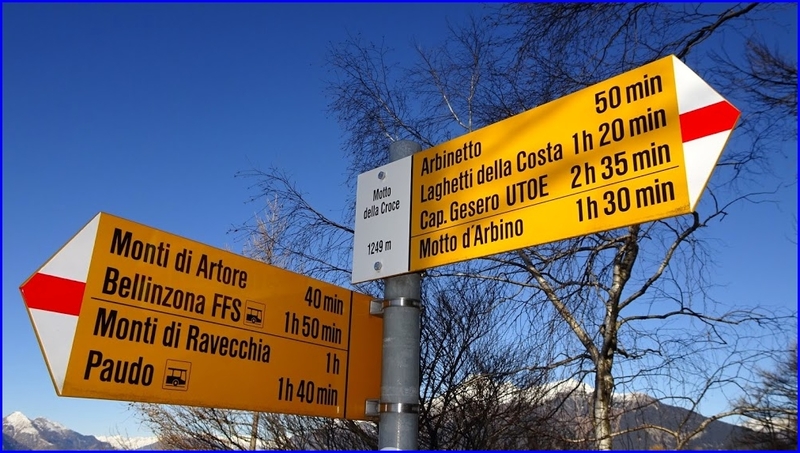 Motto
della Croce
1249 m
Arbinetto 50 min
Laghetti della Costa 1h 20 min
Cap. Gesero UTOE 2h 35 min
Motto d'Arbino 1h 30 min
Monti di Artore 40 min
Bellinzona FFS 1h 50 min
Monti di Ravecchia 1h
Paudo 1h 40 min